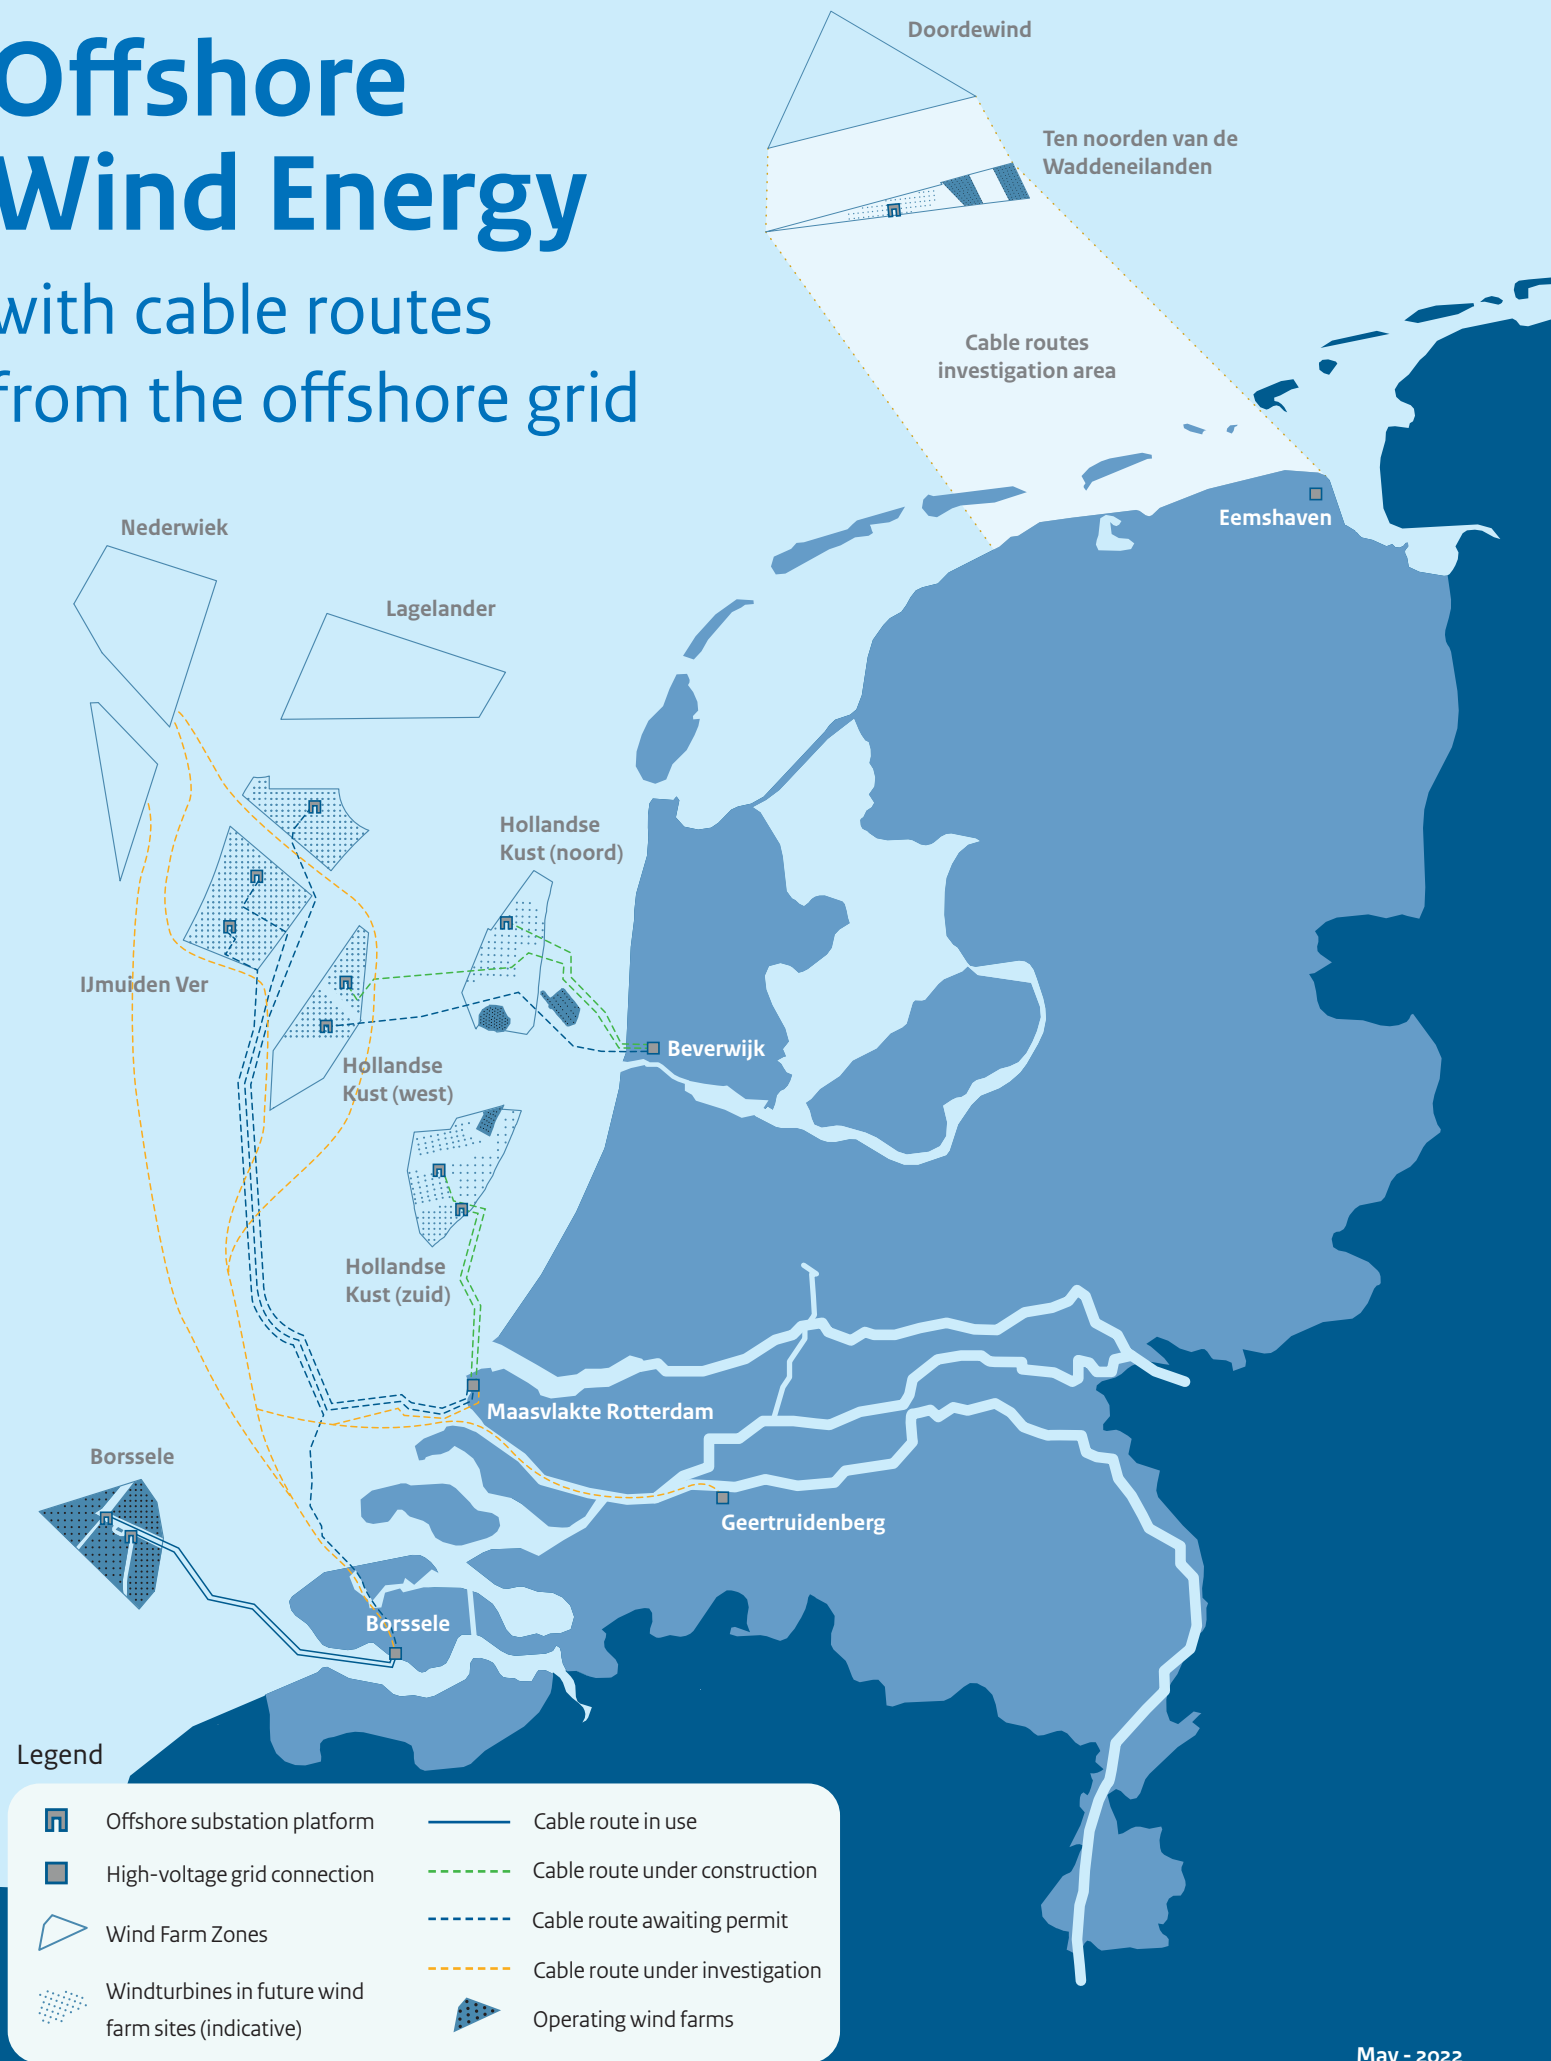 Offshore
Wind Energy
with cable routes
from the offshore grid
Doordewind
Ten noorden van de
Waddeneilanden
Cable routes
investigation area
Eemshaven
Nederwiek
Lagelander
Hollandse
Kust (noord)
IJmuiden Ver
Beverwijk
Hollandse
Kust (west)
Hollandse
Kust (zuid)
Maasvlakte Rotterdam
Borssele
Geertruidenberg
Borssele
Legend
Offshore substation platform
High-voltage grid connection
Wind Farm Zones
Windturbines in future wind
farm sites (indicative)
Cable route in use
Cable route under construction
Cable route awaiting permit
Cable route under investigation
Operating wind farms
May - 2022